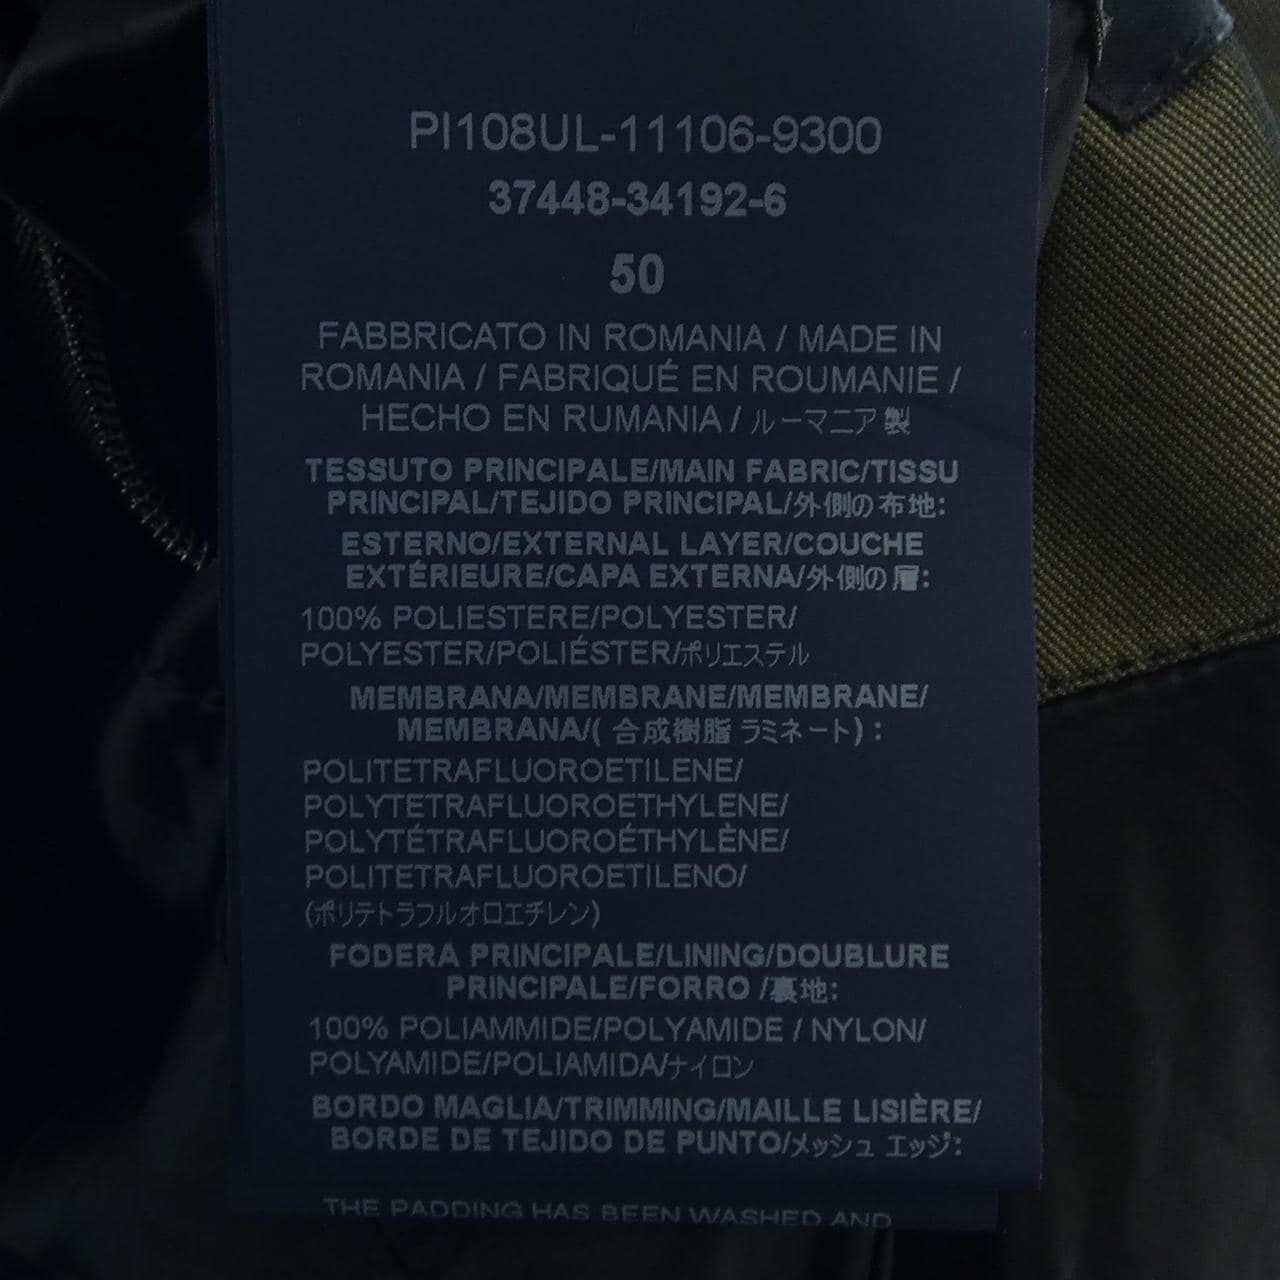 PI108UL-11106-9300
37448-34192-6
50
FABBRICATO IN ROMANIA / MADE IN
ROMANIA / FABRIQUÉ EN ROUMANIE /
HECHO EN RUMANIA / ルーマニア製
TESSUTO PRINCIPALE/MAIN FABRIC/TISSU
PRINCIPAL/TEJIDO PRINCIPAL/外側の布地:
ESTERNO/EXTERNAL LAYER/COUCHE
EXTÉRIEURE/CAPA EXTERNA/外側の層:
100% POLIESTERE/POLYESTER/
POLYESTER/POLIÉSTER/ポリエステル
MEMBRANA/MEMBRANE/MEMBRANE/
MEMBRANA/( 合成樹脂 ラミネート) :
POLITETRAFLUOROETILENE/
POLYTETRAFLUOROETHYLENE/
POLYTÉTRAFLUOROÉTHYLÈNE/
POLITETRAFLUOROETILENO/
(ポリテトラフルオロエチレン)
FODERA PRINCIPALE/LINING/DOUBLURE
PRINCIPALE/FORRO /裏地:
100% POLIAMMIDE/POLYAMIDE / NYLON/
POLYAMIDE/POLIAMIDA/ナイロン
BORDO MAGLIA/TRIMMING/MAILLE LISIÈRE/
BORDE DE TEJIDO DE PUNTO/メッシュ エッジ:
THE PADDING HAS BEEN WASHED AND